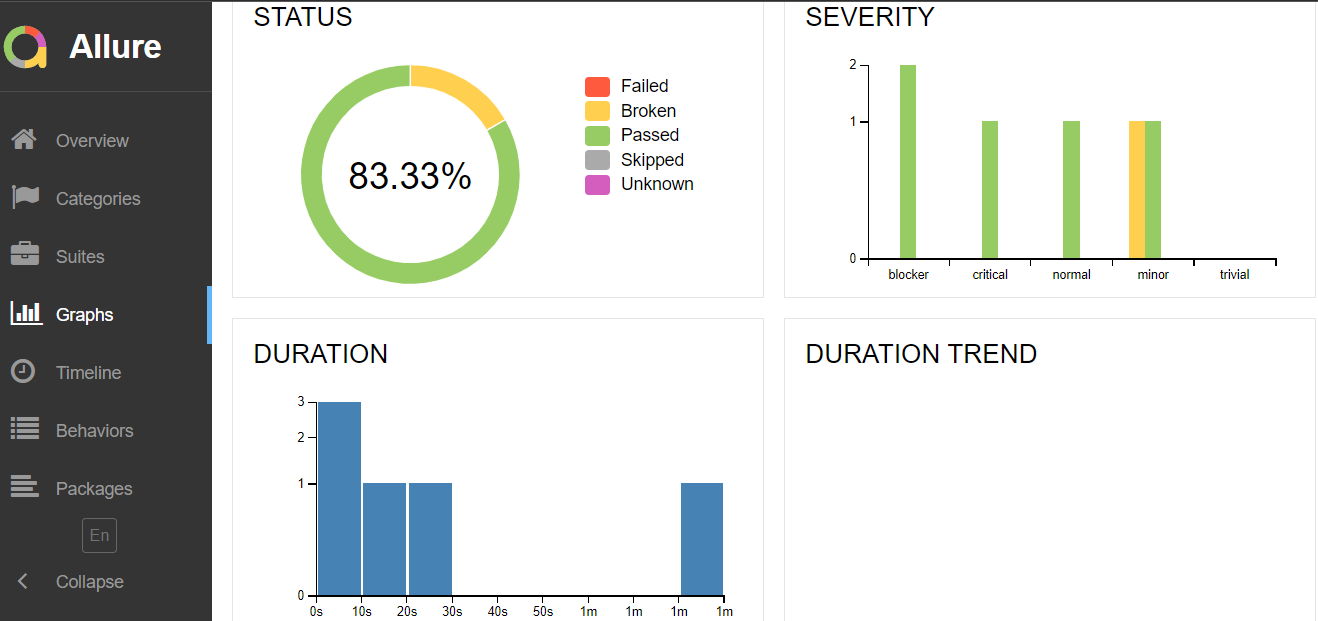 Allure
Overview
Categories
Suites
Graphs
Timeline
Behaviors
Packages
En
Collapse
STATUS
83.33%
Failed
Broken
Passed
Skipped
Unknown
SEVERITY
2
1
0
blocker critical normal minor trivial
DURATION
3
2
1
0
0s 10s 20s 30s 40s 50s 1m 1m 1m 1m
DURATION TREND